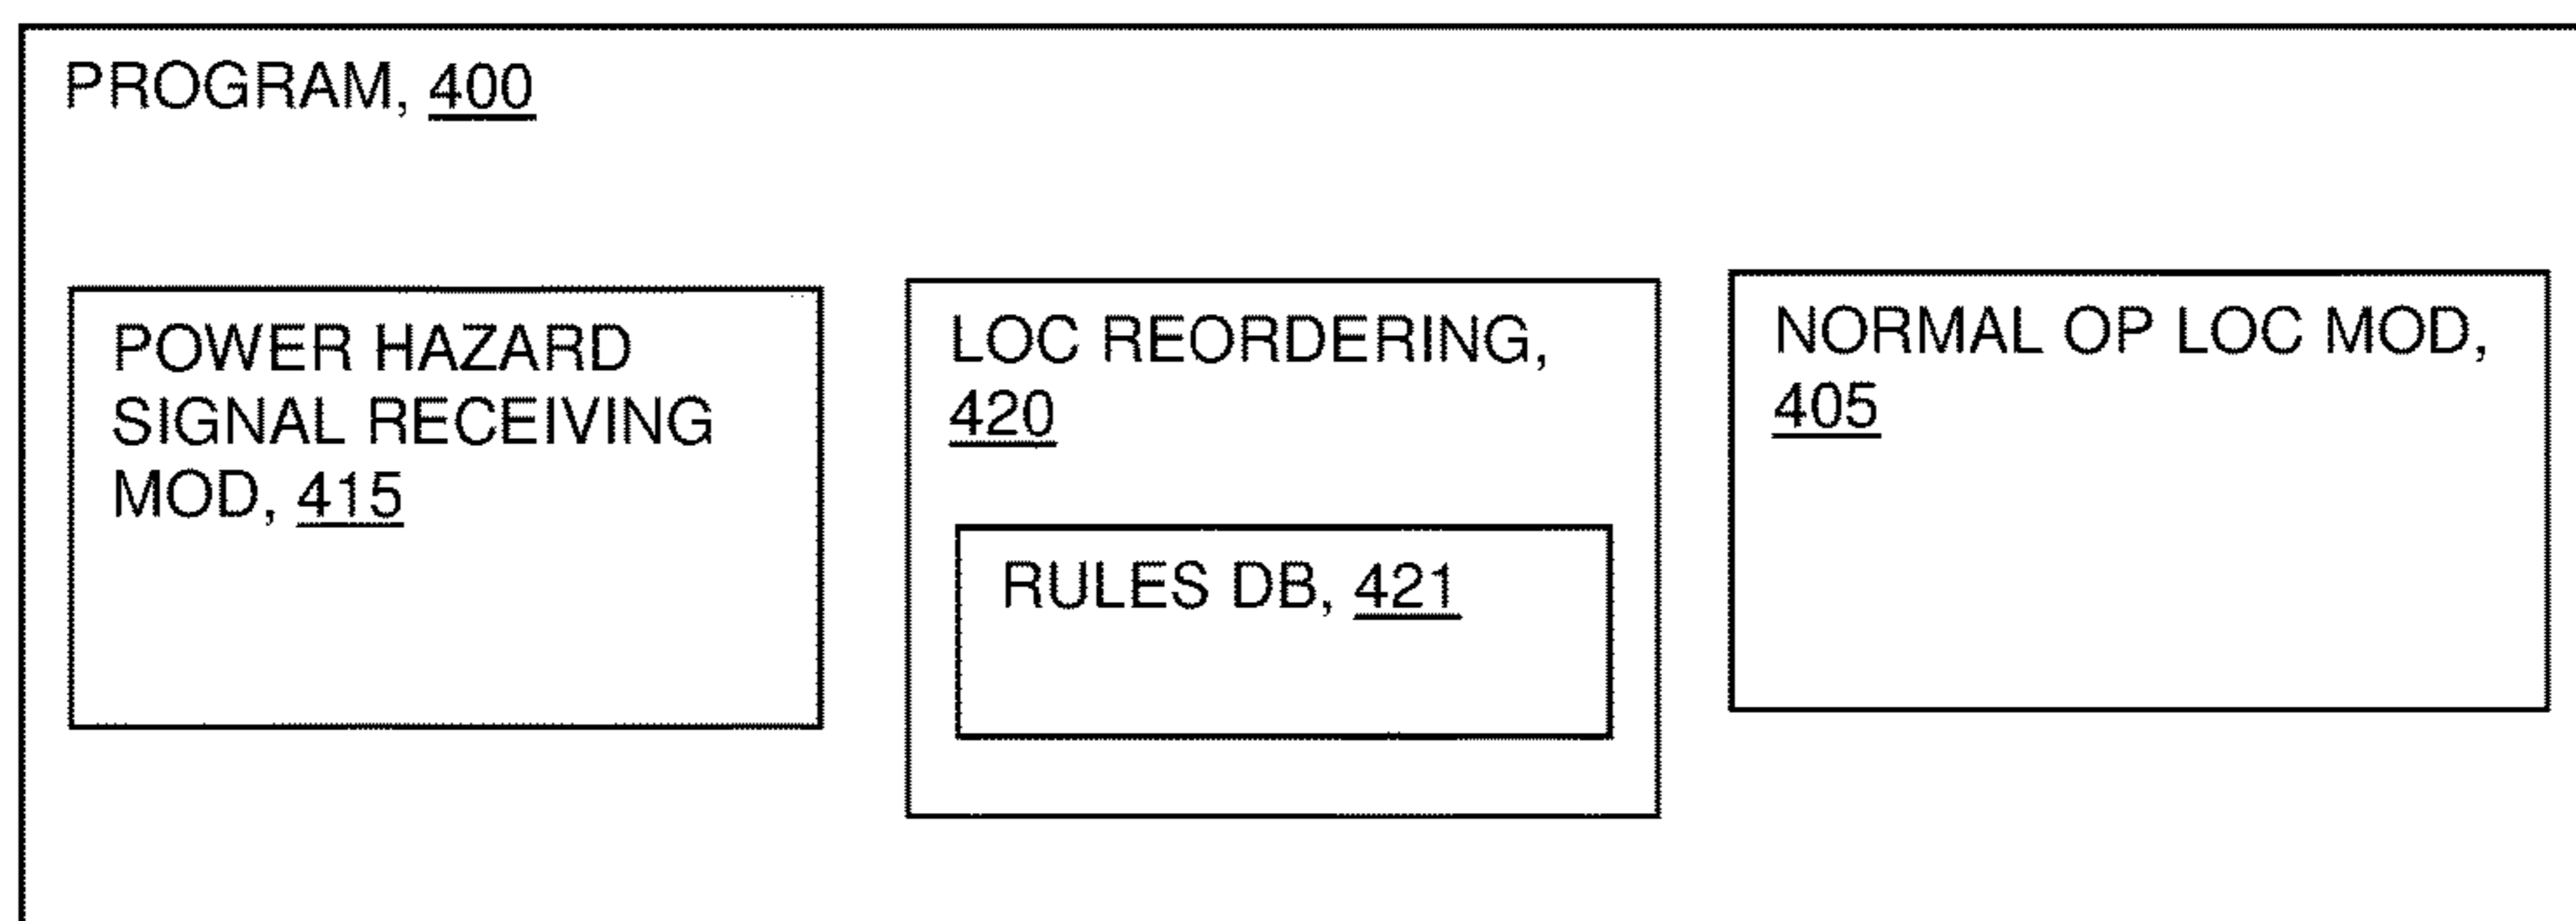 PROGRAM, 400
POWER HAZARD
SIGNAL RECEIVING
MOD, 415
LOC REORDERING,
420
RULES DB, 421
NORMAL OP LOC MOD,
405